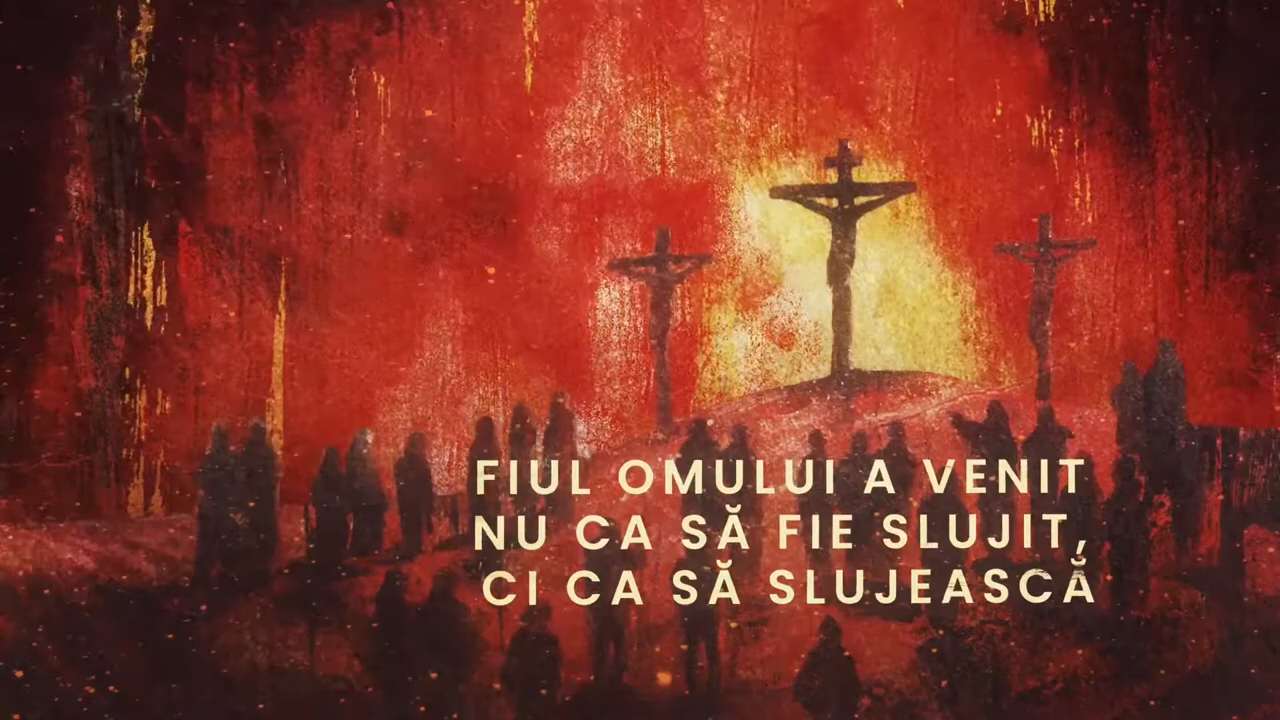 FIUL OMULUI A VENIT
NU CA SĂ FIE SLUJIT,
CI CA SĂ SLUJEASCĂ